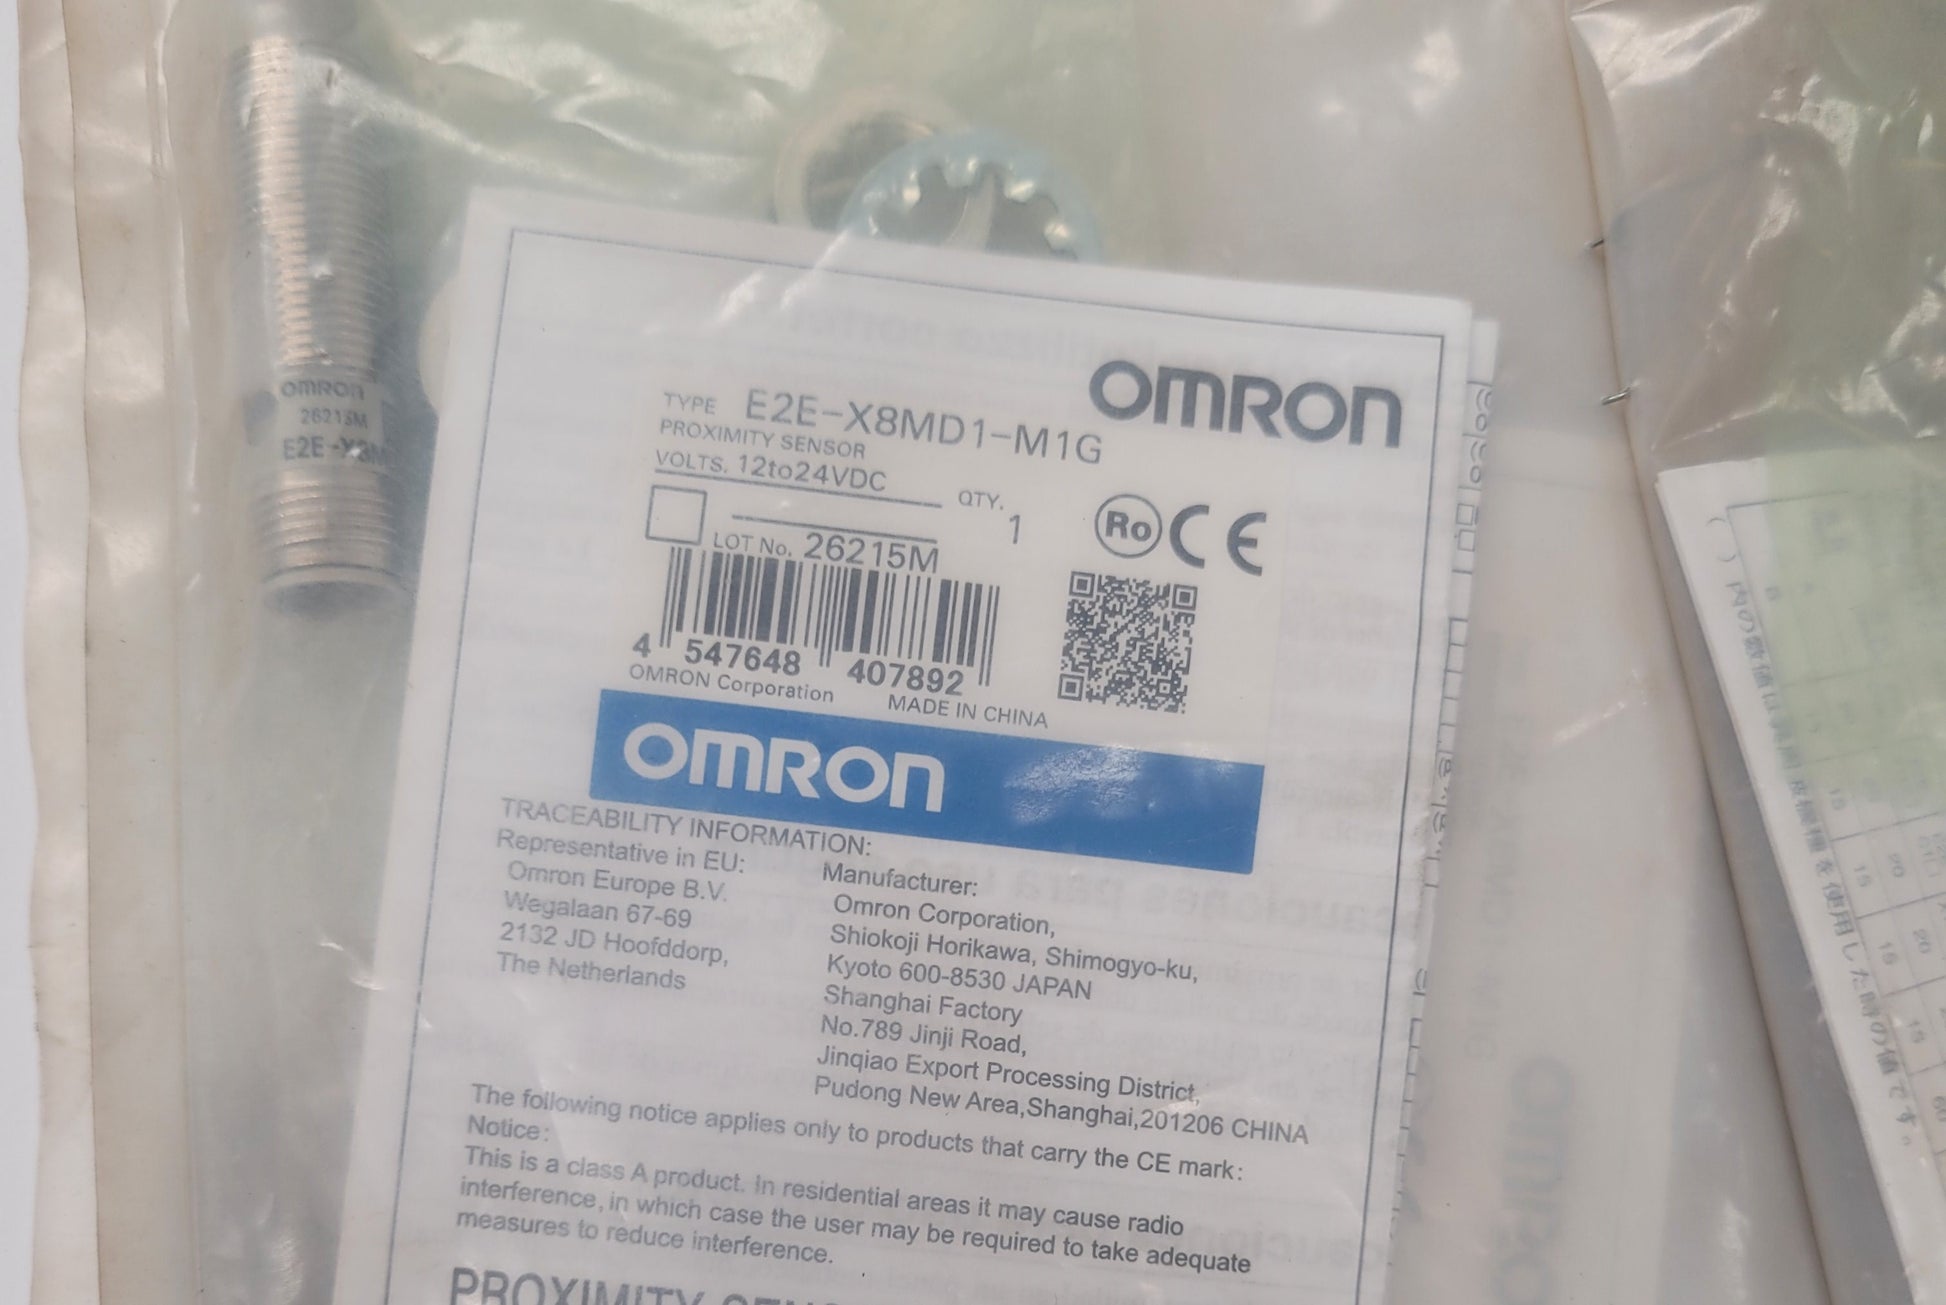 OMRON
26215M
E2E-X8M
OMRON
TYPE E2E-X8MD1-M1G
PROXIMITY SENSOR
VOLTS. 12to24VDC
QTY. 1
LOT No. 26215M
Ro CE
4 547648 407892
OMRON Corporation MADE IN CHINA
OMRON
TRACEABILITY INFORMATION:
Representative in EU:
Omron Europe B.V.
Wegalaan 67-69
2132 JD Hoofddorp,
The Netherlands
Manufacturer:
Omron Corporation,
Shiokoji Horikawa, Shimogyo-ku,
Kyoto 600-8530 JAPAN
Shanghai Factory
No.789 Jinji Road,
Jinqiao Export Processing District,
Pudong New Area,Shanghai,201206 CHINA
The following notice applies only to products that carry the CE mark:
Notice:
This is a class A product. In residential areas it may cause radio
interference, in which case the user may be required to take adequate
measures to reduce interference.
PROXIMITY